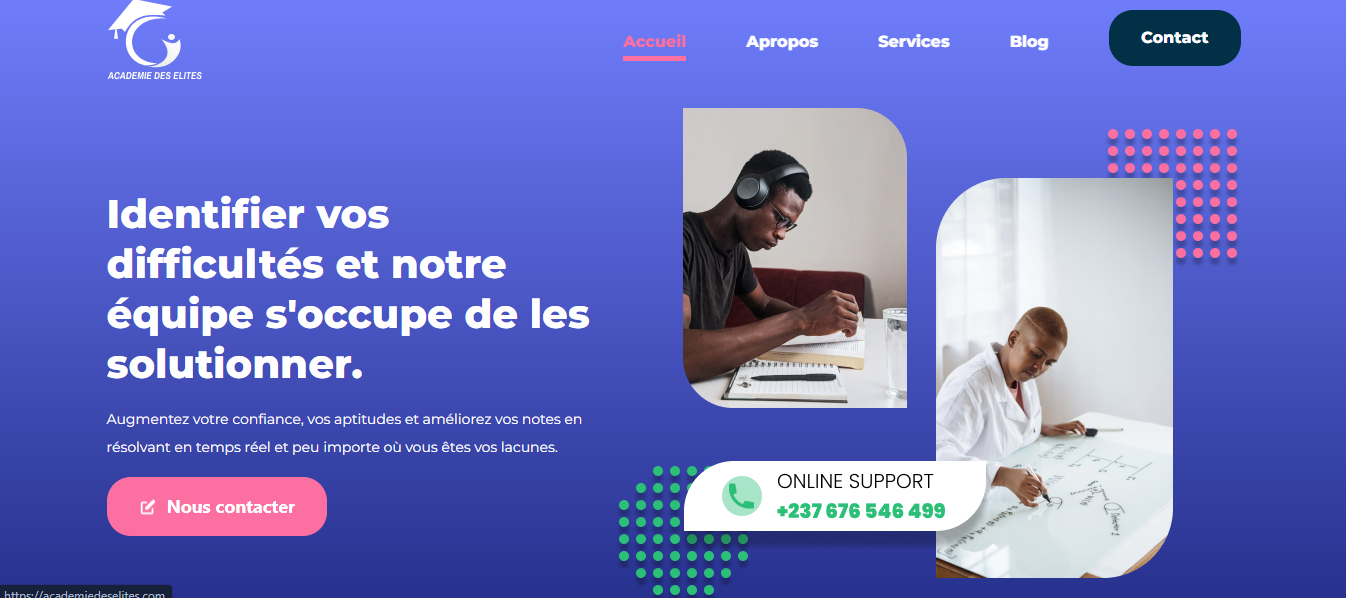 ACADEMIE DES ELITES
Accueil
Apropos
Services
Blog
Contact
Identifier vos
difficultés et notre
équipe s'occupe de les
solutionner.
Augmentez votre confiance, vos aptitudes et améliorez vos notes en
résolvant en temps réel et peu importe où vous êtes vos lacunes.
Nous contacter
ONLINE SUPPORT
+237 676 546 499
https://academiedeselites.com